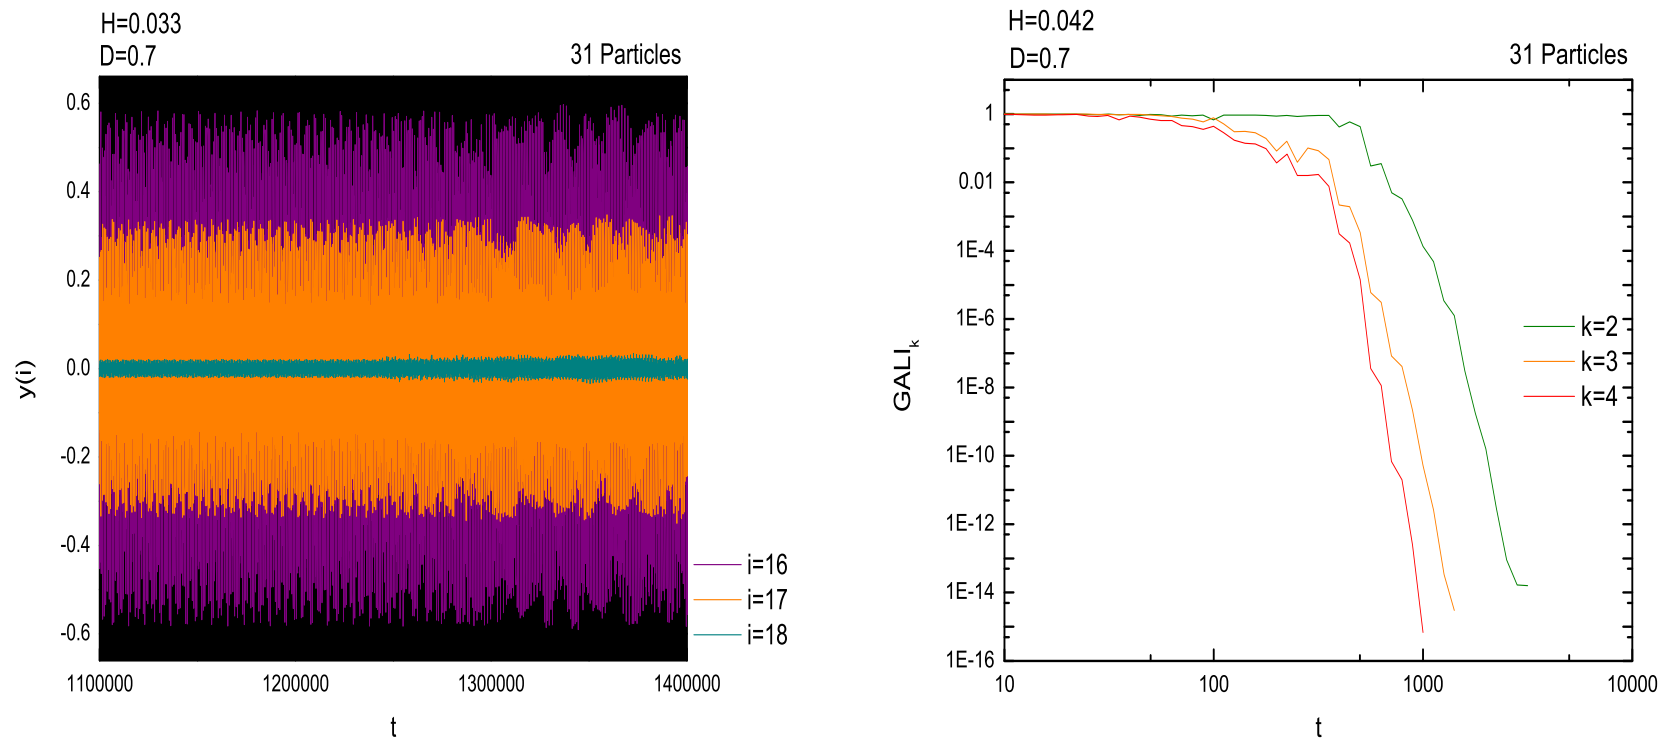 H=0.033
D=0.7
31 Particles
0.6
0.4
0.2
0.0
-0.2
-0.4
-0.6
y(i)
1100000 1200000 1300000 1400000
t
i=16
i=17
i=18
H=0.042
D=0.7
31 Particles
1
0.01
1E-4
1E-6
1E-8
1E-10
1E-12
1E-14
1E-16
GALIk
10 100 1000 10000
t
k=2
k=3
k=4